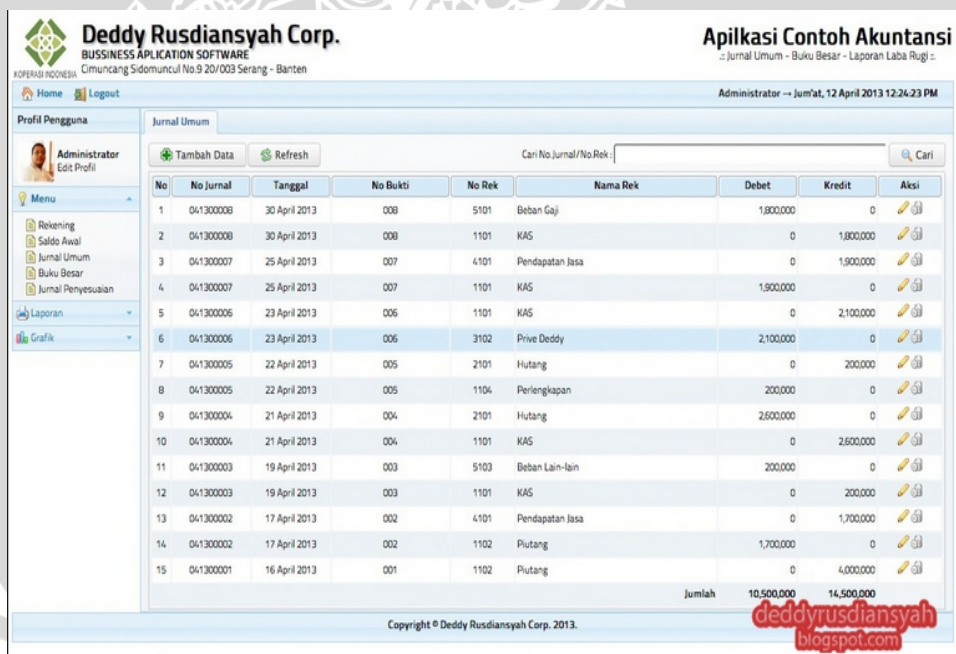 Deddy Rusdiansyah Corp.
BUSSINESS APLICATION SOFTWARE
Cimuncang Sidomuncul No.9 20/003 Serang - Banten
KOPERASI INDONESIA
Apilkasi Contoh Akuntansi
.:: Jurnal Umum - Buku Besar - Laporan Laba Rugi ::.
Home Logout
Administrator → Jum'at, 12 April 2013 12:24:23 PM
Profil Pengguna
Administrator
Edit Profil
Menu
Rekening
Saldo Awal
Jurnal Umum
Buku Besar
Jurnal Penyesuaian
Laporan
Grafik
Jurnal Umum
Tambah Data Refresh Cari No.Jurnal/No.Rek : Cari
No No Jurnal Tanggal No Bukti No Rek Nama Rek Debet Kredit Aksi
1 041300008 30 April 2013 008 5101 Beban Gaji 1,800,000 0
2 041300008 30 April 2013 008 1101 KAS 0 1,800,000
3 041300007 25 April 2013 007 4101 Pendapatan Jasa 0 1,900,000
4 041300007 25 April 2013 007 1101 KAS 1,900,000 0
5 041300006 23 April 2013 006 1101 KAS 0 2,100,000
6 041300006 23 April 2013 006 3102 Prive Deddy 2,100,000 0
7 041300005 22 April 2013 005 2101 Hutang 0 200,000
8 041300005 22 April 2013 005 1104 Perlengkapan 200,000 0
9 041300004 21 April 2013 004 2101 Hutang 2,600,000 0
10 041300004 21 April 2013 004 1101 KAS 0 2,600,000
11 041300003 19 April 2013 003 5103 Beban Lain-lain 200,000 0
12 041300003 19 April 2013 003 1101 KAS 0 200,000
13 041300002 17 April 2013 002 4101 Pendapatan Jasa 0 1,700,000
14 041300002 17 April 2013 002 1102 Piutang 1,700,000 0
15 041300001 16 April 2013 001 1102 Piutang 0 4,000,000
Jumlah 10,500,000 14,500,000
Copyright © Deddy Rusdiansyah Corp. 2013.
deddyrusdiansyah
blogspot.com